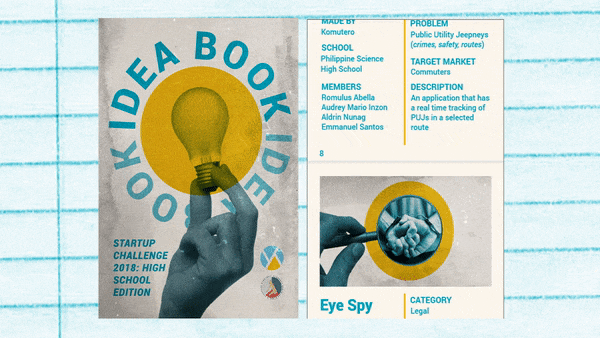 IDEA BOOK IDEA BOOK
STARTUP
CHALLENGE
2018: HIGH
SCHOOL
EDITION
MADE BY
Komutero
SCHOOL
Philippine Science
High School
MEMBERS
Romulus Abella
Audrey Mario Inzon
Aldrin Nunag
Emmanuel Santos
8
PROBLEM
Public Utility Jeepneys
(crimes, safety, routes)
TARGET MARKET
Commuters
DESCRIPTION
An application that has
a real time tracking of
PUJs in a selected
route
Eye Spy
CATEGORY
Legal